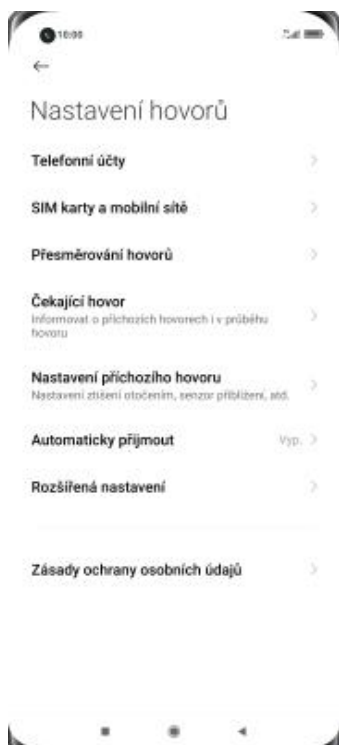 10:00
Nastavení hovorů
Telefonní účty
SIM karty a mobilní sítě
Přesměrování hovorů
Čekající hovor
Informovat o příchozích hovorech i v průběhu
hovoru
Nastavení příchozího hovoru
Nastavení ztišení otočením, senzor přiblížení, atd.
Automaticky přijmout
Vyp.
Rozšířená nastavení
Zásady ochrany osobních údajů